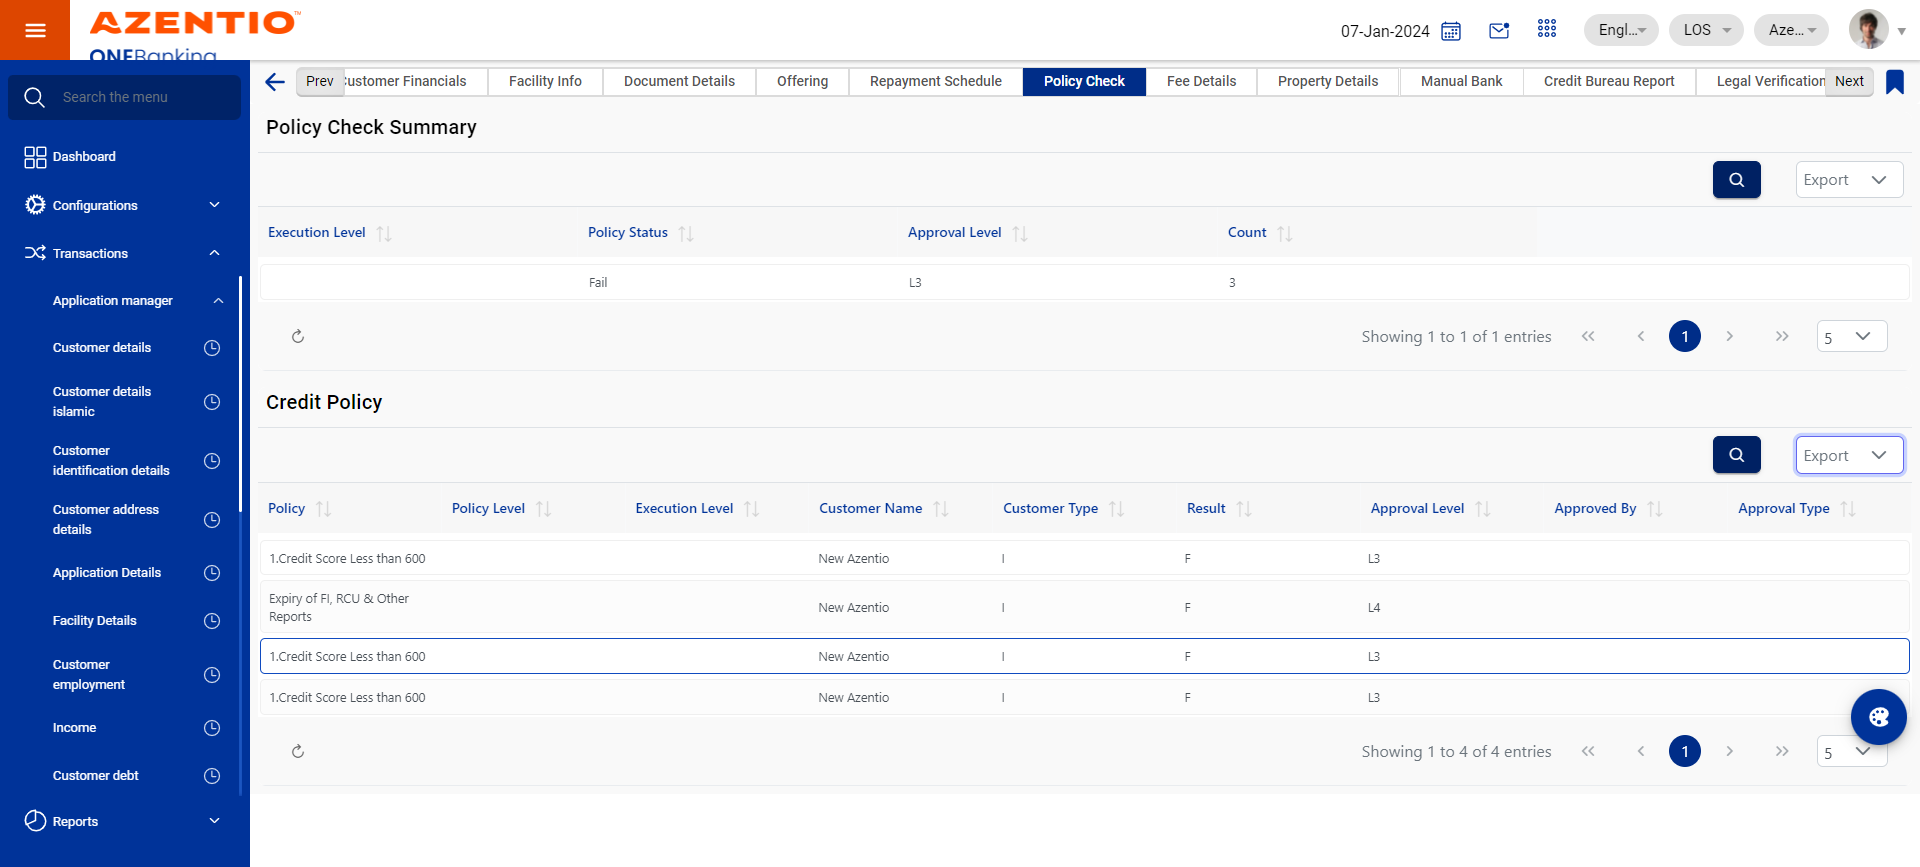 AZENTIO™
ONEBanking
07-Jan-2024
Engl...
LOS
Aze...
Search the menu
Dashboard
Configurations
Transactions
Application manager
Customer details
Customer details
islamic
Customer
identification details
Customer address
details
Application Details
Facility Details
Customer
employment
Income
Customer debt
Reports
Prev
ustomer Financials
Facility Info
Document Details
Offering
Repayment Schedule
Policy Check
Fee Details
Property Details
Manual Bank
Credit Bureau Report
Legal Verification
Next
Policy Check Summary
Export
Execution Level
Policy Status
Approval Level
Count
Fail
L3
3
Showing 1 to 1 of 1 entries
1
5
Credit Policy
Export
Policy
Policy Level
Execution Level
Customer Name
Customer Type
Result
Approval Level
Approved By
Approval Type
1.Credit Score Less than 600
New Azentio
I
F
L3
Expiry of FI, RCU & Other
Reports
New Azentio
I
F
L4
1.Credit Score Less than 600
New Azentio
I
F
L3
1.Credit Score Less than 600
New Azentio
I
F
L3
Showing 1 to 4 of 4 entries
1
5